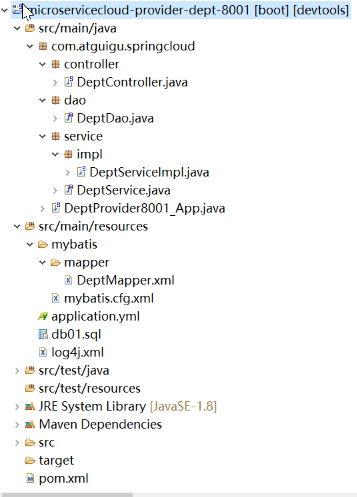 microservicecloud-provider-dept-8001 [boot] [devtools]
src/main/java
com.atguigu.springcloud
controller
DeptController.java
dao
DeptDao.java
service
impl
DeptServiceImpl.java
DeptService.java
DeptProvider8001_App.java
src/main/resources
mybatis
mapper
DeptMapper.xml
mybatis.cfg.xml
application.yml
db01.sql
log4j.xml
src/test/java
src/test/resources
JRE System Library [JavaSE-1.8]
Maven Dependencies
src
target
pom.xml